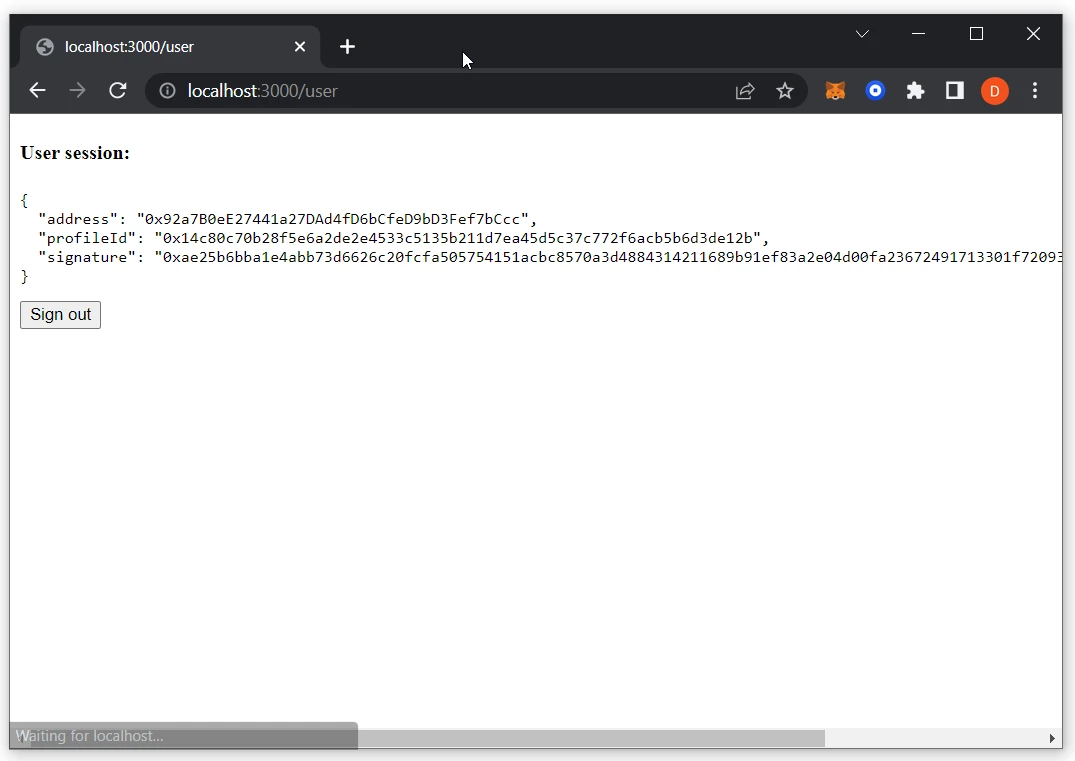 localhost:3000/user
localhost:3000/user
D
User session:
{
"address": "0x92a7B0eE27441a27DAd4fD6bCfeD9bD3Fef7bCcc",
"profileId": "0x14c80c70b28f5e6a2de2e4533c5135b211d7ea45d5c37c772f6acb5b6d3de12b",
"signature": "0xae25b6bba1e4abb73d6626c20fcfa505754151acbc8570a3d4884314211689b91ef83a2e04d00fa23672491713301f72093
}
Sign out
Waiting for localhost...